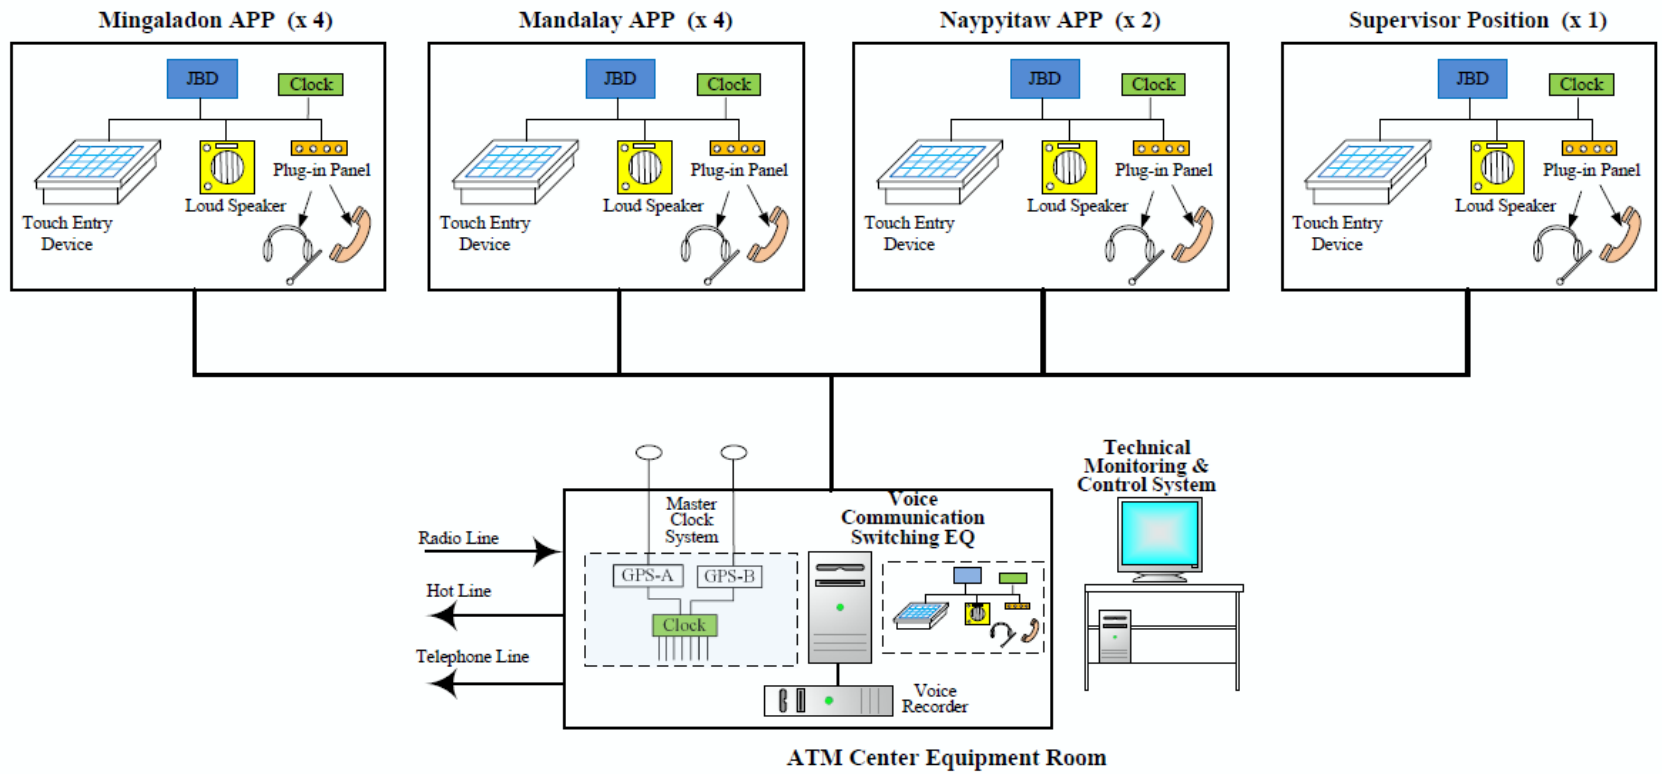 Mingaladon APP (x 4)
Mandalay APP (x 4)
Naypyitaw APP (x 2)
Supervisor Position (x 1)
JBD
Clock
Plug-in Panel
Loud Speaker
Touch Entry
Device
JBD
Clock
Plug-in Panel
Loud Speaker
Touch Entry
Device
JBD
Clock
Plug-in Panel
Loud Speaker
Touch Entry
Device
JBD
Clock
Plug-in Panel
Loud Speaker
Touch Entry
Device
Radio Line
Hot Line
Telephone Line
Master
Clock
System
GPS-A
GPS-B
Clock
Voice
Communication
Switching EQ
Voice
Recorder
Technical
Monitoring &
Control System
ATM Center Equipment Room